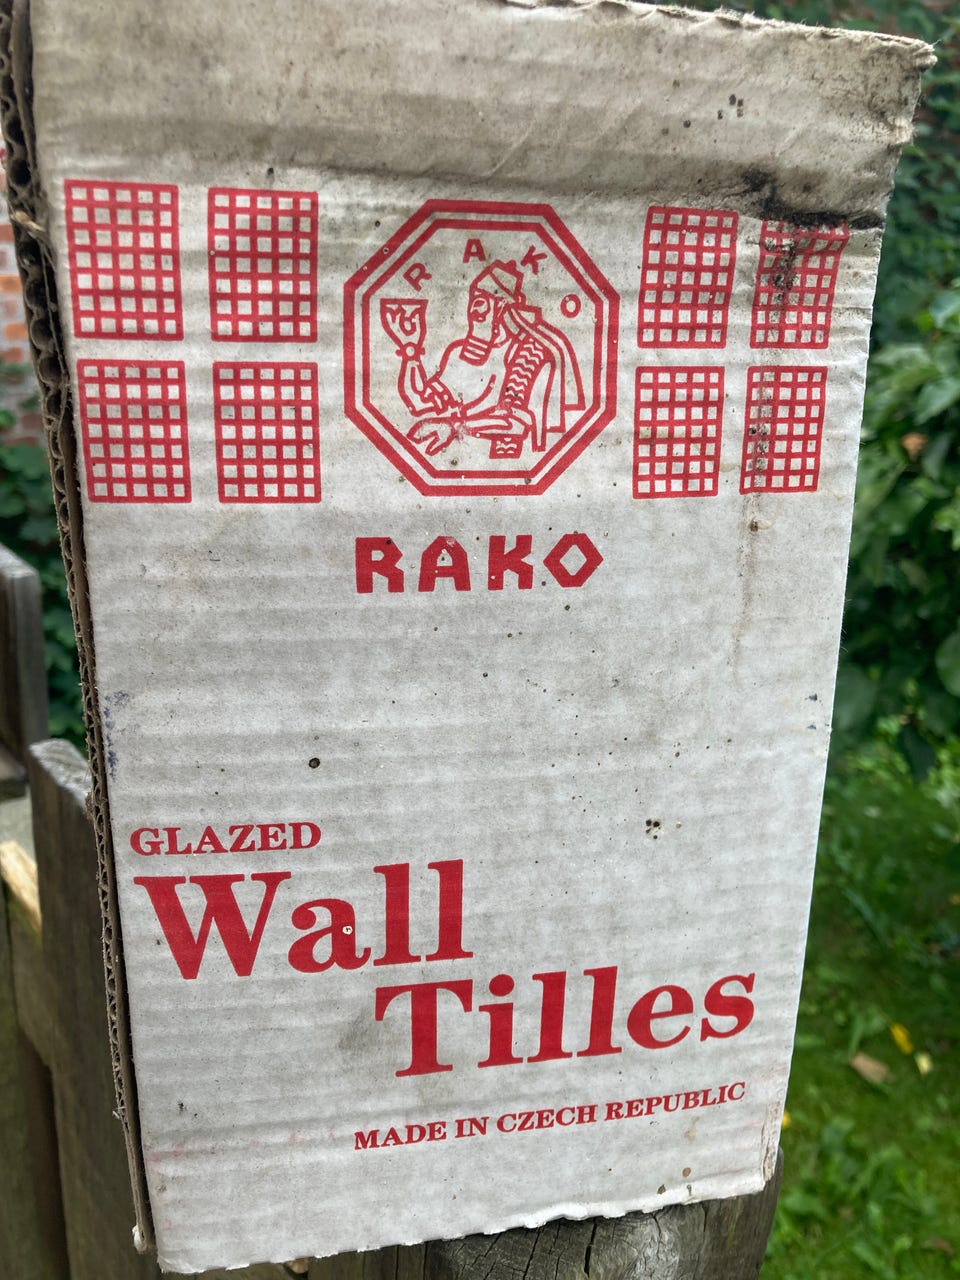 R A K O
RAKO
GLAZED
Wall
Tilles
MADE IN CZECH REPUBLIC